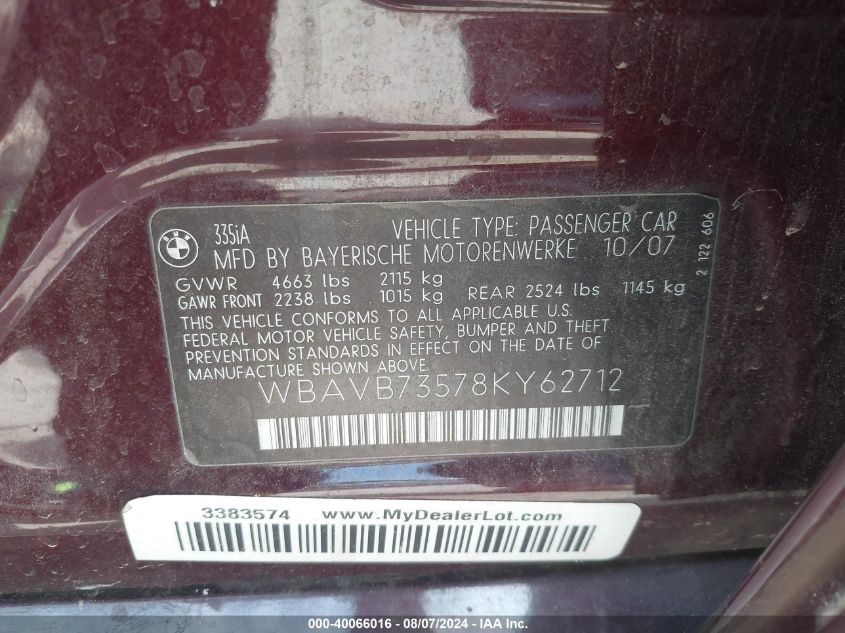 BMW
335iA
VEHICLE TYPE: PASSENGER CAR
MFD BY BAYERISCHE MOTORENWERKE 10/07
GVWR 4663 lbs 2115 kg
GAWR FRONT 2238 lbs 1015 kg REAR 2524 lbs 1145 kg
THIS VEHICLE CONFORMS TO ALL APPLICABLE U.S.
FEDERAL MOTOR VEHICLE SAFETY, BUMPER AND THEFT
PREVENTION STANDARDS IN EFFECT ON THE DATE OF
MANUFACTURE SHOWN ABOVE.
WBAVB73578KY62712
2 122 606
3383574 www.MyDealerLot.com
000-40066016 - 08/07/2024 - IAA Inc.